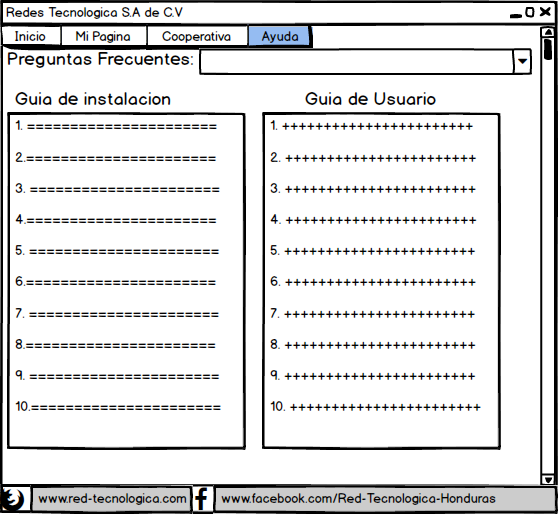 Redes Tecnologica S.A de C.V
Inicio Mi Pagina Cooperativa Ayuda
Preguntas Frecuentes:
Guia de instalacion
1. ======================
2.======================
3. ======================
4.======================
5. ======================
6.======================
7. ======================
8.======================
9. ======================
10.======================
Guia de Usuario
1. +++++++++++++++++++++++
2. +++++++++++++++++++++++
3. +++++++++++++++++++++++
4. +++++++++++++++++++++++
5. +++++++++++++++++++++++
6. +++++++++++++++++++++++
7. +++++++++++++++++++++++
8. +++++++++++++++++++++++
9. +++++++++++++++++++++++
10. +++++++++++++++++++++++
www.red-tecnologica.com
www.facebook.com/Red-Tecnologica-Honduras